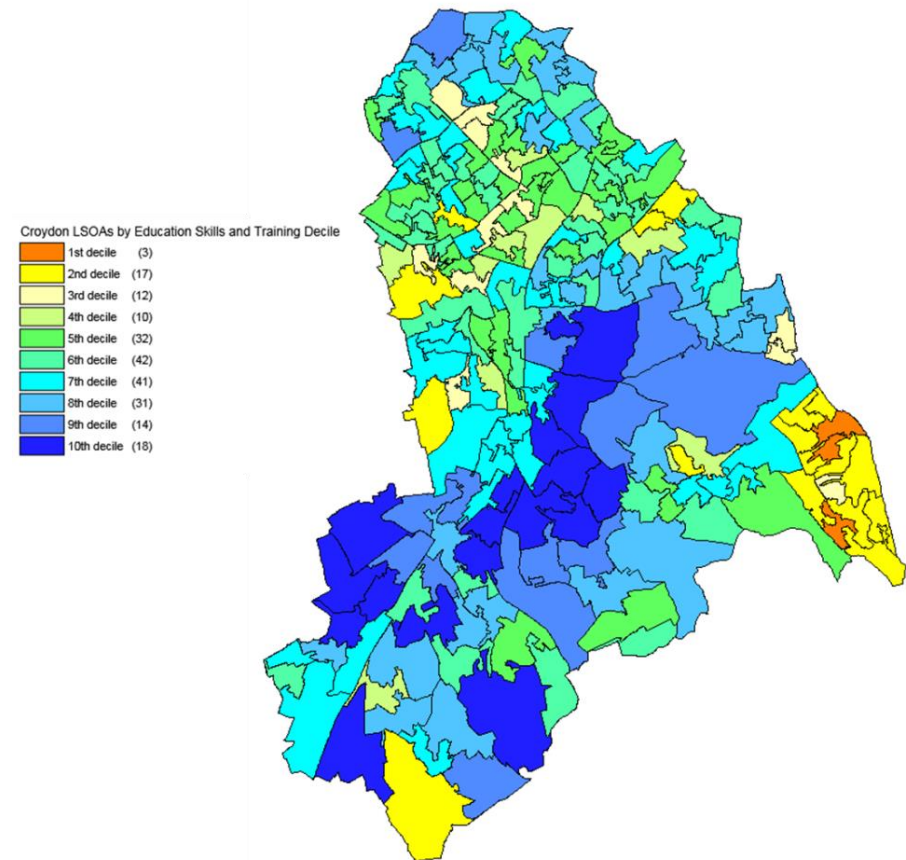 Croydon LSOAs by Education Skills and Training Decile
1st decile (3)
2nd decile (17)
3rd decile (12)
4th decile (10)
5th decile (32)
6th decile (42)
7th decile (41)
8th decile (31)
9th decile (14)
10th decile (18)